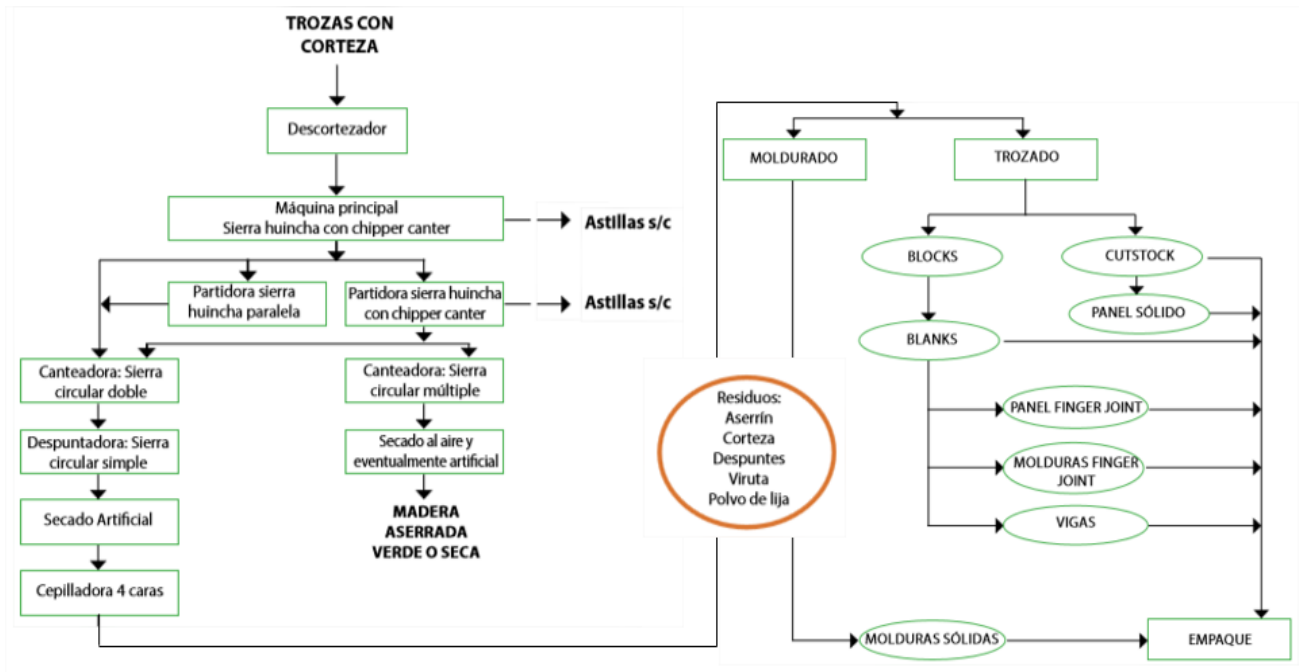 TROZAS CON
CORTEZA
Descortezador
Máquina principal
Sierra huincha con chipper canter
Astillas s/c
Partidora sierra
huincha paralela
Partidora sierra huincha
con chipper canter
Astillas s/c
Canteadora: Sierra
circular doble
Canteadora: Sierra
circular múltiple
Despuntadora: Sierra
circular simple
Secado al aire y
eventualmente artificial
Secado Artificial
MADERA
ASERRADA
VERDE O SECA
Cepilladora 4 caras
Residuos:
Aserrín
Corteza
Despuntes
Viruta
Polvo de lija
MOLDURADO
TROZADO
BLOCKS
CUTSTOCK
PANEL SÓLIDO
BLANKS
PANEL FINGER JOINT
MOLDURAS FINGER
JOINT
VIGAS
MOLDURAS SÓLIDAS
EMPAQUE